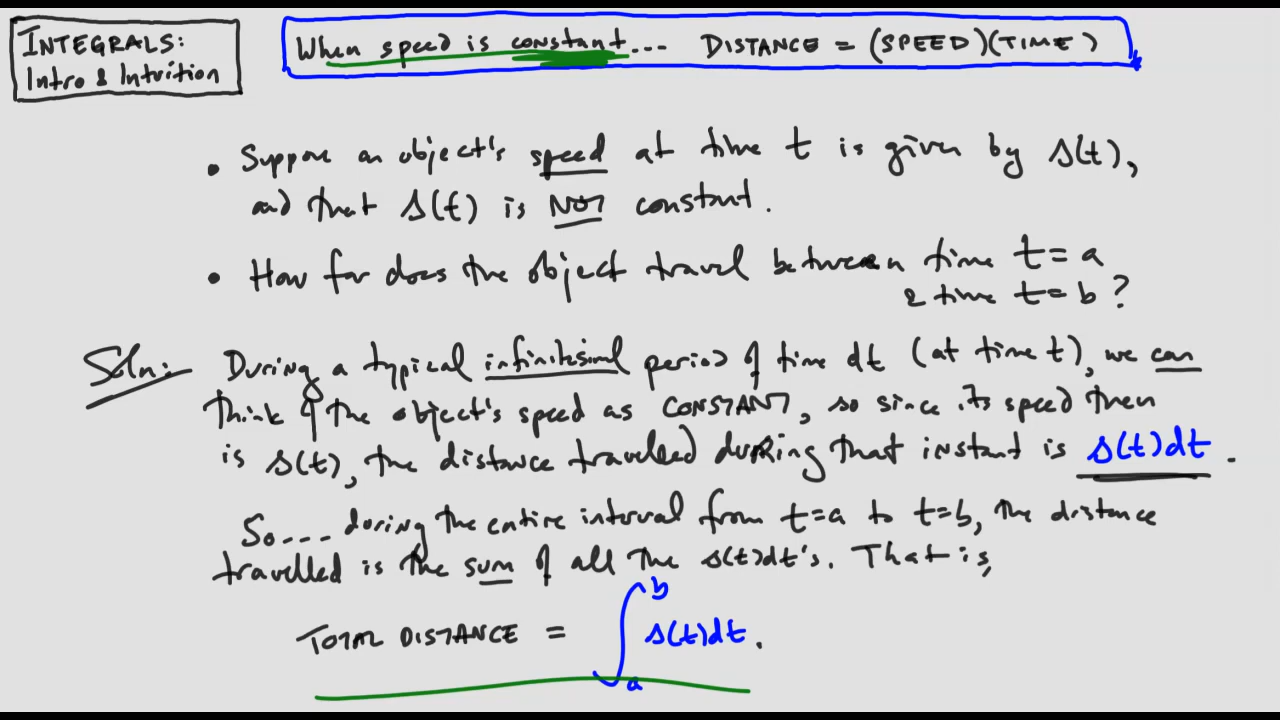 INTEGRALS:
Intro & Intuition
When speed is constant... DISTANCE = (SPEED)(TIME)
• Suppose an object's speed at time t is given by s(t),
and that s(t) is NOT constant.
• How far does the object travel between time t=a
& time t=b?
Soln: During a typical infinitesimal period of time dt (at time t), we can
think of the object's speed as CONSTANT, so since its speed then
is s(t), the distance travelled during that instant is s(t)dt.
So.... during the entire interval from t=a to t=b, the distance
travelled is the sum of all the s(t)dt's. That is,
TOTAL DISTANCE = ∫_a^b s(t)dt.